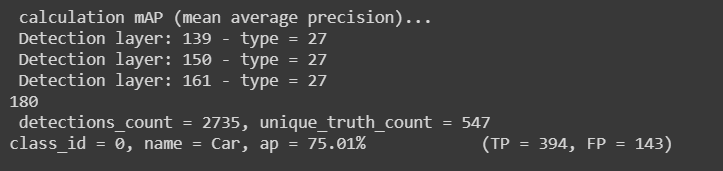 calculation mAP (mean average precision)...
Detection layer: 139 - type = 27
Detection layer: 150 - type = 27
Detection layer: 161 - type = 27
180
detections_count = 2735, unique_truth_count = 547
class_id = 0, name = Car, ap = 75.01% (TP = 394, FP = 143)